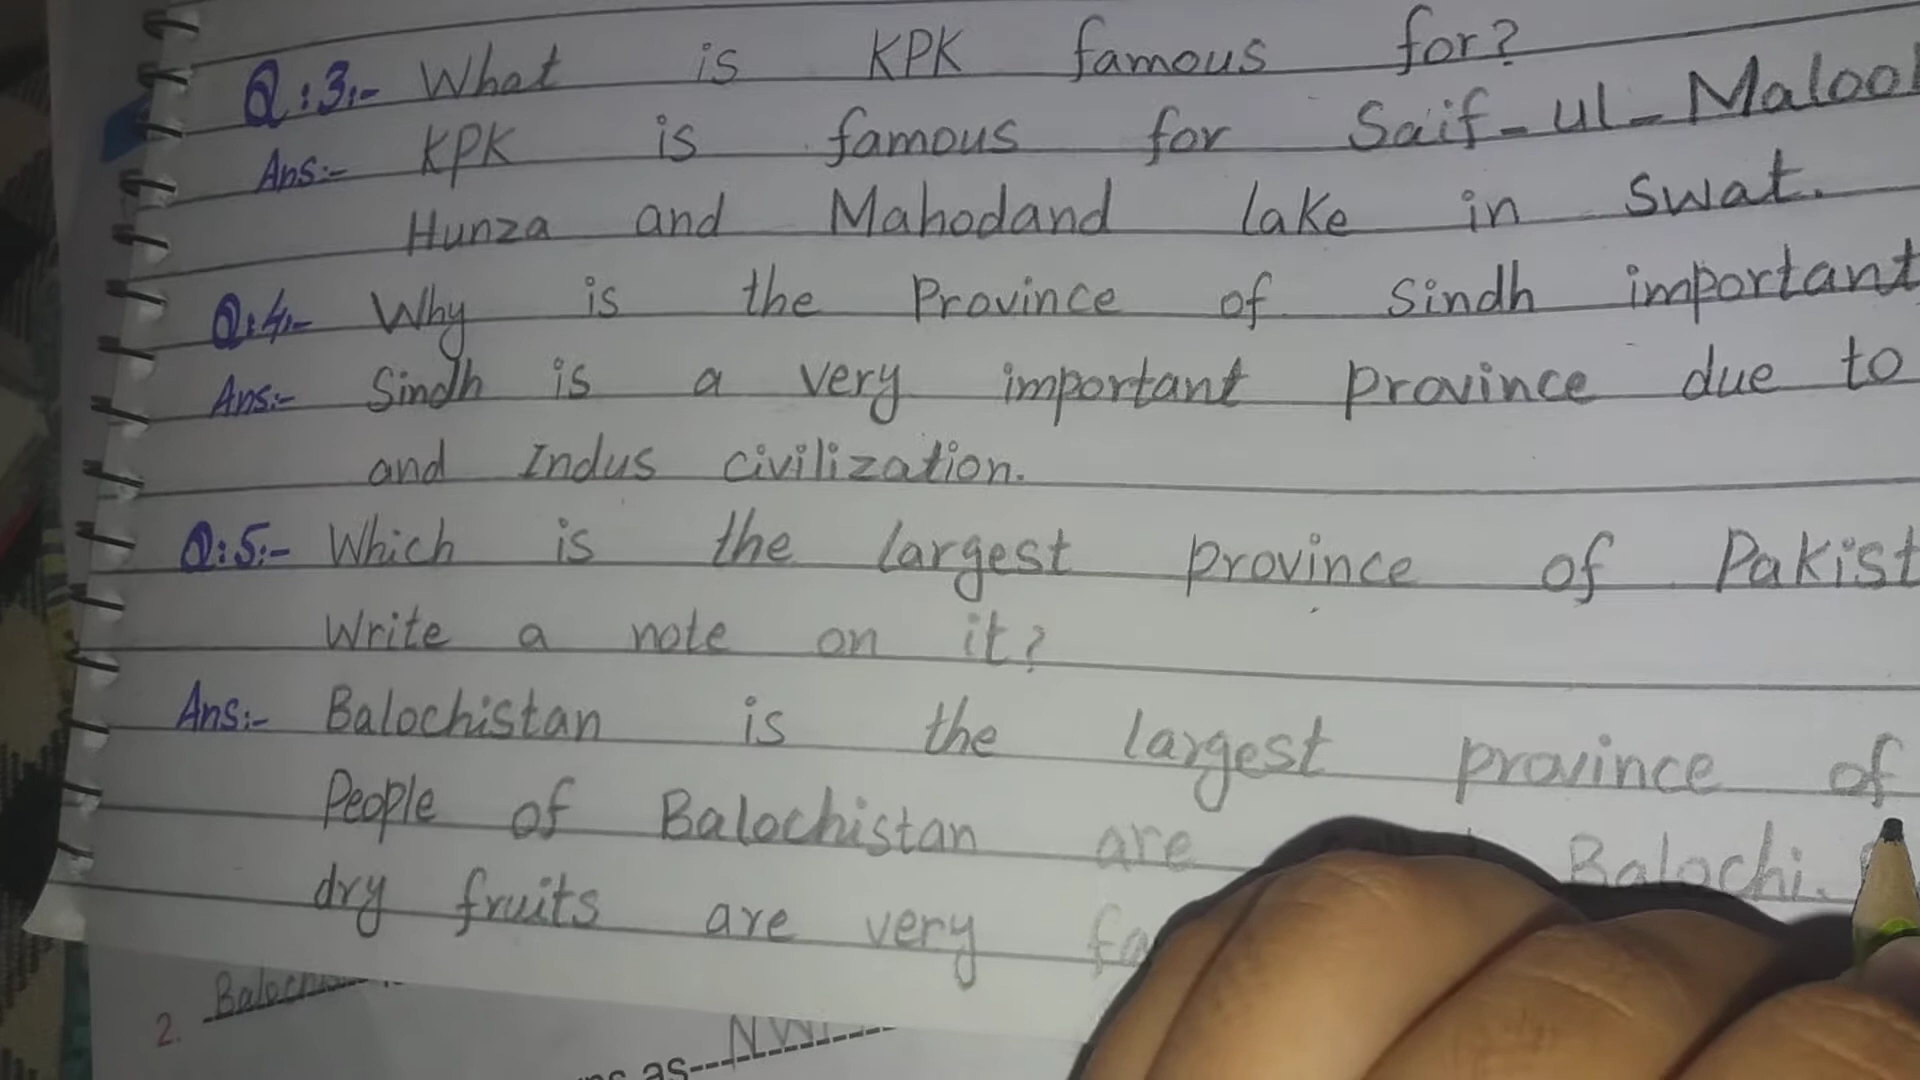 Q:3:- What is KPK famous for?
Ans:- KPK is famous for Saif-ul-Malook
Hunza and Mahodand lake in swat.
Q:4:- Why is the Province of Sindh important
Ans:- Sindh is a very important province due to
and Indus civilization.
Q:5:- Which is the largest province of Pakist
Write a note on it?
Ans:- Balochistan is the largest province of
People of Balochistan are Balochi.
dry fruits are very
2.
as